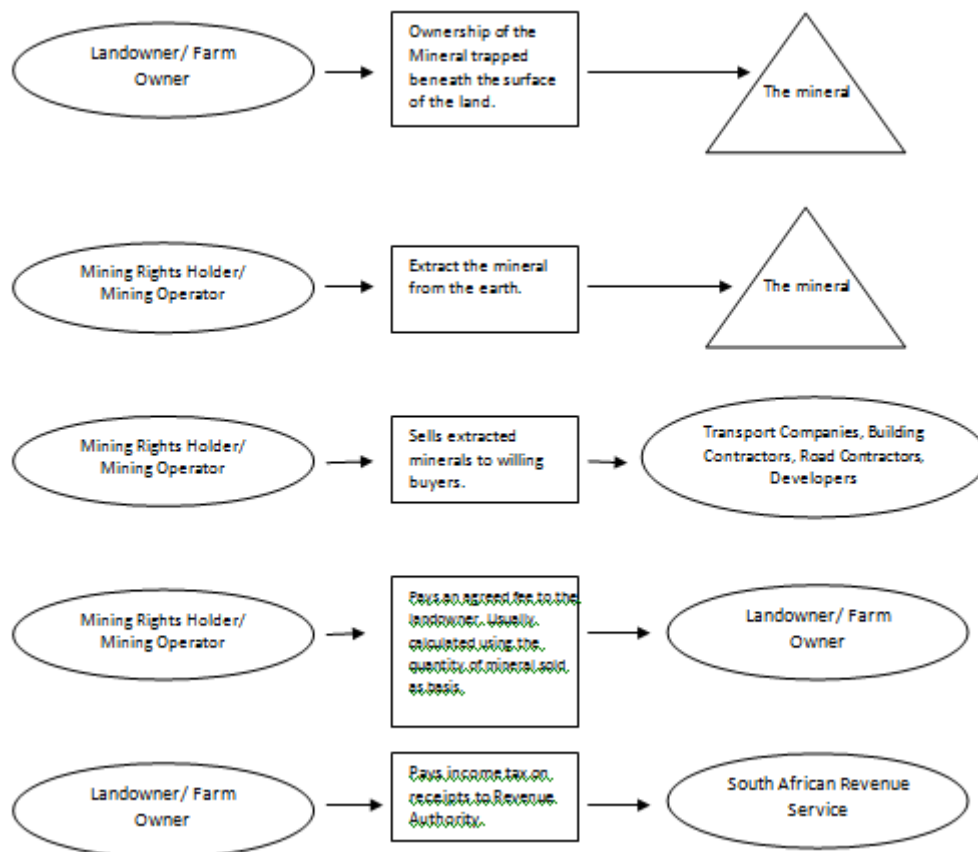 Landowner/ Farm
Owner
Ownership of the
Mineral trapped
beneath the surface
of the land.
The mineral
Mining Rights Holder/
Mining Operator
Extract the mineral
from the earth.
The mineral
Mining Rights Holder/
Mining Operator
Sells extracted
minerals to willing
buyers.
Transport Companies, Building
Contractors, Road Contractors,
Developers
Mining Rights Holder/
Mining Operator
Pays an agreed fee to the
landowner. Usually
calculated using the
quantity of mineral sold
as basis.
Landowner/ Farm
Owner
Landowner/ Farm
Owner
Pays income tax on
receipts to Revenue
Authority.
South African Revenue
Service